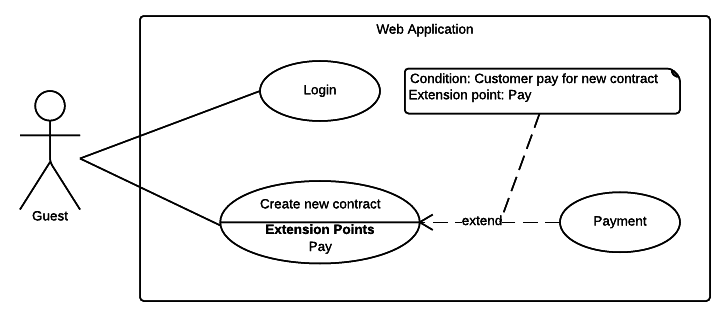 Web Application
Login
Condition: Customer pay for new contract
Extension point: Pay
Guest
Create new contract
Extension Points
Pay
extend
Payment